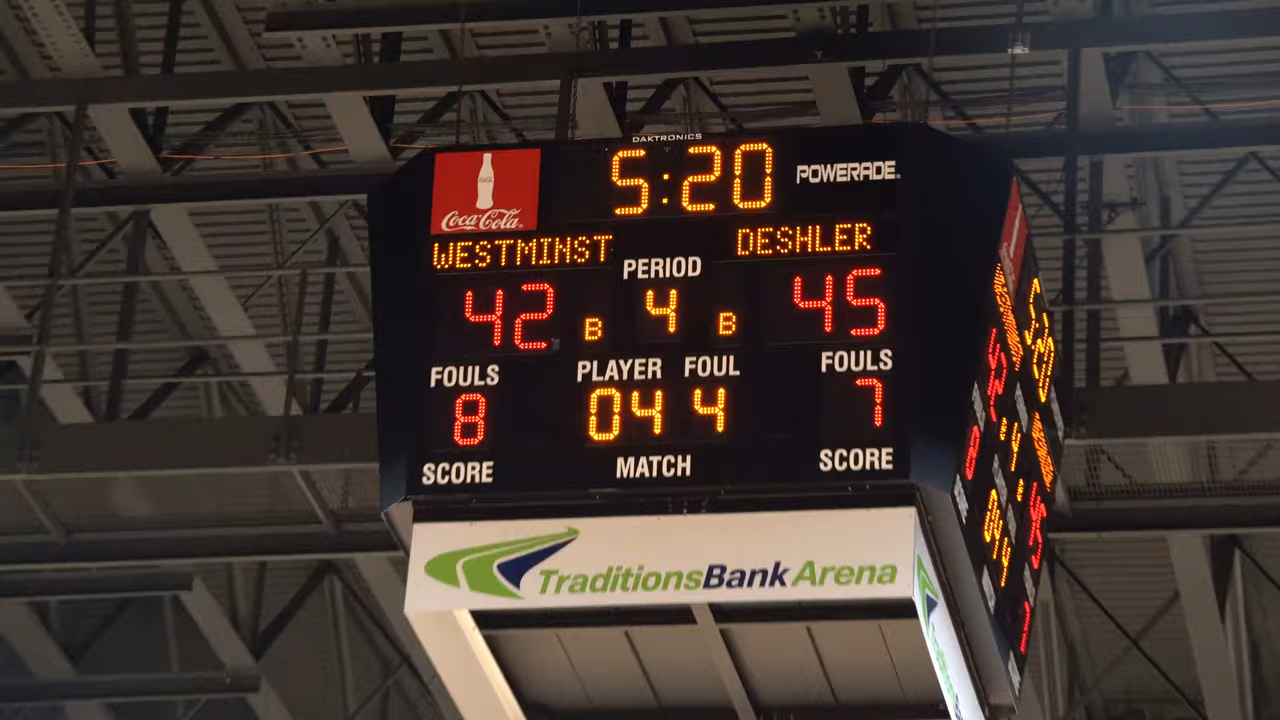 DAKTRONICS
5:20
Coca-Cola
POWERADE
WESTMINST DESHLER
PERIOD
42 B 4 B 45
FOULS PLAYER FOUL FOULS
8 04 4 7
SCORE MATCH SCORE
TraditionsBank Arena